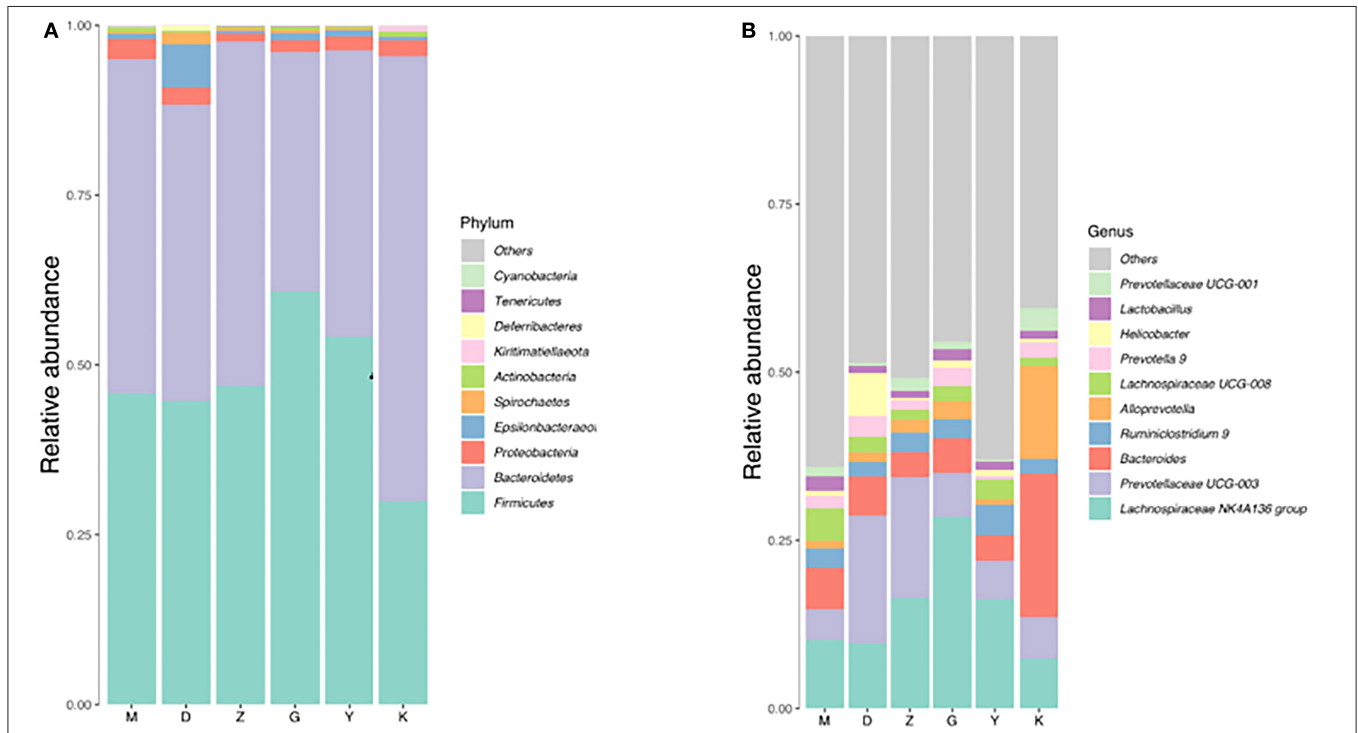 A
1.00
0.75
0.50
0.25
0.00
Relative abundance
M D Z G Y K
Phylum
Others
Cyanobacteria
Tenericutes
Deferribacteres
Kiritimatiellaeota
Actinobacteria
Spirochaetes
Epsilonbacteraeo
Proteobacteria
Bacteroidetes
Firmicutes
B
1.00
0.75
0.50
0.25
0.00
Relative abundance
M D Z G Y K
Genus
Others
Prevotellaceae UCG-001
Lactobacillus
Helicobacter
Prevotella 9
Lachnospiraceae UCG-008
Alloprevotella
Ruminiclostridium 9
Bacteroides
Prevotellaceae UCG-003
Lachnospiraceae NK4A136 group